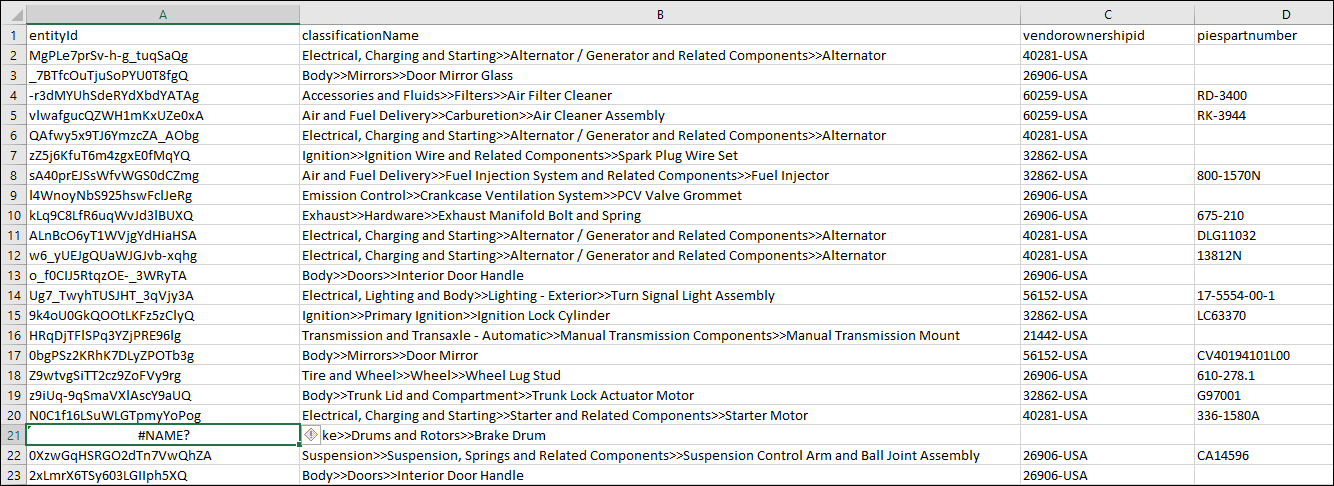 A B C D
1 entityId classificationName vendorownershipid piespartnumber
2 MgPLe7prSv-h-g_tuqSaQg Electrical, Charging and Starting>>Alternator / Generator and Related Components>>Alternator 40281-USA
3 _7BTfcOuTjuSoPYU0T8fgQ Body>>Mirrors>>Door Mirror Glass 26906-USA
4 -r3dMYUhSdeRYdXbdYATAg Accessories and Fluids>>Filters>>Air Filter Cleaner 60259-USA RD-3400
5 vlwafgucQZWH1mKxUZe0xA Air and Fuel Delivery>>Carburetion>>Air Cleaner Assembly 60259-USA RK-3944
6 QAfwy5x9TJ6YmzcZA_AObg Electrical, Charging and Starting>>Alternator / Generator and Related Components>>Alternator 40281-USA
7 zZ5j6KfuT6m4zgxE0fMqYQ Ignition>>Ignition Wire and Related Components>>Spark Plug Wire Set 32862-USA
8 sA40prEJSsWfvWGS0dCZmg Air and Fuel Delivery>>Fuel Injection System and Related Components>>Fuel Injector 32862-USA 800-1570N
9 l4WnoyNbS925hswFclJeRg Emission Control>>Crankcase Ventilation System>>PCV Valve Grommet 26906-USA
10 kLq9C8LfR6uqWvJd3lBUXQ Exhaust>>Hardware>>Exhaust Manifold Bolt and Spring 26906-USA 675-210
11 ALnBcO6yT1WVjgYdHiaHSA Electrical, Charging and Starting>>Alternator / Generator and Related Components>>Alternator 40281-USA DLG11032
12 w6_yUEJgQUaWJGJvb-xqhg Electrical, Charging and Starting>>Alternator / Generator and Related Components>>Alternator 40281-USA 13812N
13 o_f0CIJ5RtqzOE-_3WRyTA Body>>Doors>>Interior Door Handle 26906-USA
14 Ug7_TwyhTUSJHT_3qVjy3A Electrical, Lighting and Body>>Lighting - Exterior>>Turn Signal Light Assembly 56152-USA 17-5554-00-1
15 9k4oU0GkQOOtLKFz5zClyQ Ignition>>Primary Ignition>>Ignition Lock Cylinder 32862-USA LC63370
16 HRqDjTFlSPq3YZjPRE96lg Transmission and Transaxle - Automatic>>Manual Transmission Components>>Manual Transmission Mount 21442-USA
17 0bgPSz2KRhK7DLyZPOTb3g Body>>Mirrors>>Door Mirror 56152-USA CV40194101L00
18 Z9wtvgSiTT2cz9ZoFVy9rg Tire and Wheel>>Wheel>>Wheel Lug Stud 26906-USA 610-278.1
19 z9iUq-9qSmaVXlAscY9aUQ Body>>Trunk Lid and Compartment>>Trunk Lock Actuator Motor 32862-USA G97001
20 N0C1f16LSuWLGTpmyYoPog Electrical, Charging and Starting>>Starter and Related Components>>Starter Motor 40281-USA 336-1580A
21 #NAME? ke>>Drums and Rotors>>Brake Drum
22 0XzwGqHSRGO2dTn7VwQhZA Suspension>>Suspension, Springs and Related Components>>Suspension Control Arm and Ball Joint Assembly 26906-USA CA14596
23 2xLmrX6TSy603LGIIph5XQ Body>>Doors>>Interior Door Handle 26906-USA